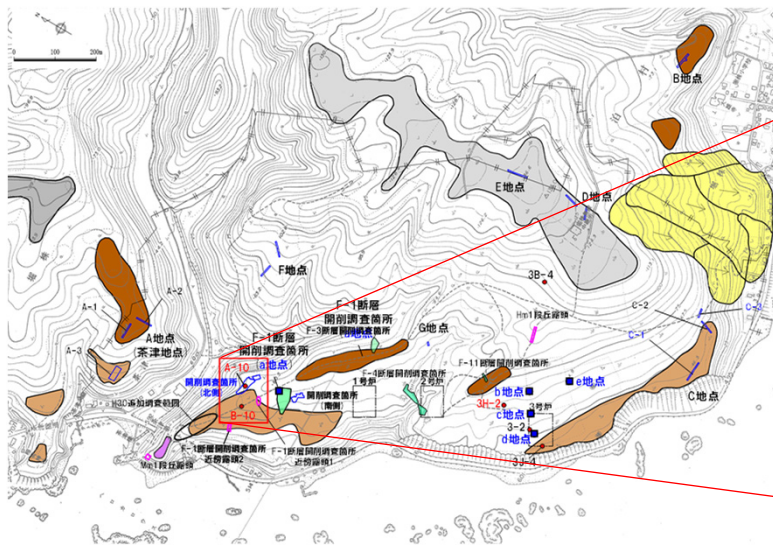 0 100 200m
B地点
E地点
D地点
F地点
3B-4
A-1
A-2
A地点
(茶津地点)
A-3
F-1断層
開削調査箇所
F-3断層開削調査箇所
G地点
Hm1段丘露頭
C-2
C-3
C-1
C地点
F-1断層
開削調査箇所
(a地点)
A-10
開削調査箇所
(北側)
B-10
開削調査箇所
(南側)
F-4断層開削調査箇所
1号炉
2号炉
F-11断層開削調査箇所
3H-2
b地点
e地点
c地点
3号炉
3-2
d地点
3J-4
H30追加調査範囲
F-1断層開削調査箇所
近傍露頭2
F-1断層開削調査箇所
近傍露頭1
Mm1段丘露頭